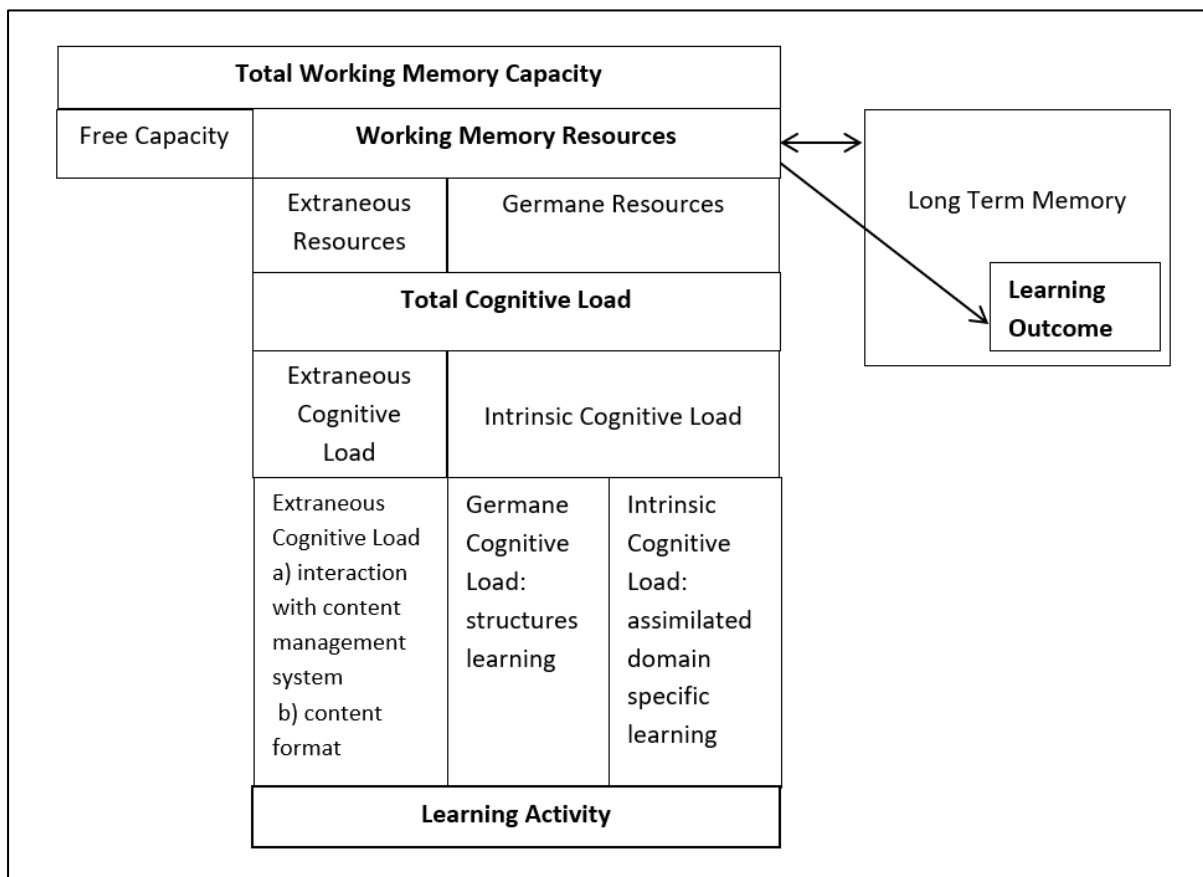 Total Working Memory Capacity
Free Capacity
Working Memory Resources
Extraneous
Resources
Germane Resources
Long Term Memory
Learning
Outcome
Total Cognitive Load
Extraneous
Cognitive
Load
Intrinsic Cognitive Load
Extraneous
Cognitive Load
a) interaction
with content
management
system
b) content
format
Germane
Cognitive
Load:
structures
learning
Intrinsic
Cognitive
Load:
assimilated
domain
specific
learning
Learning Activity